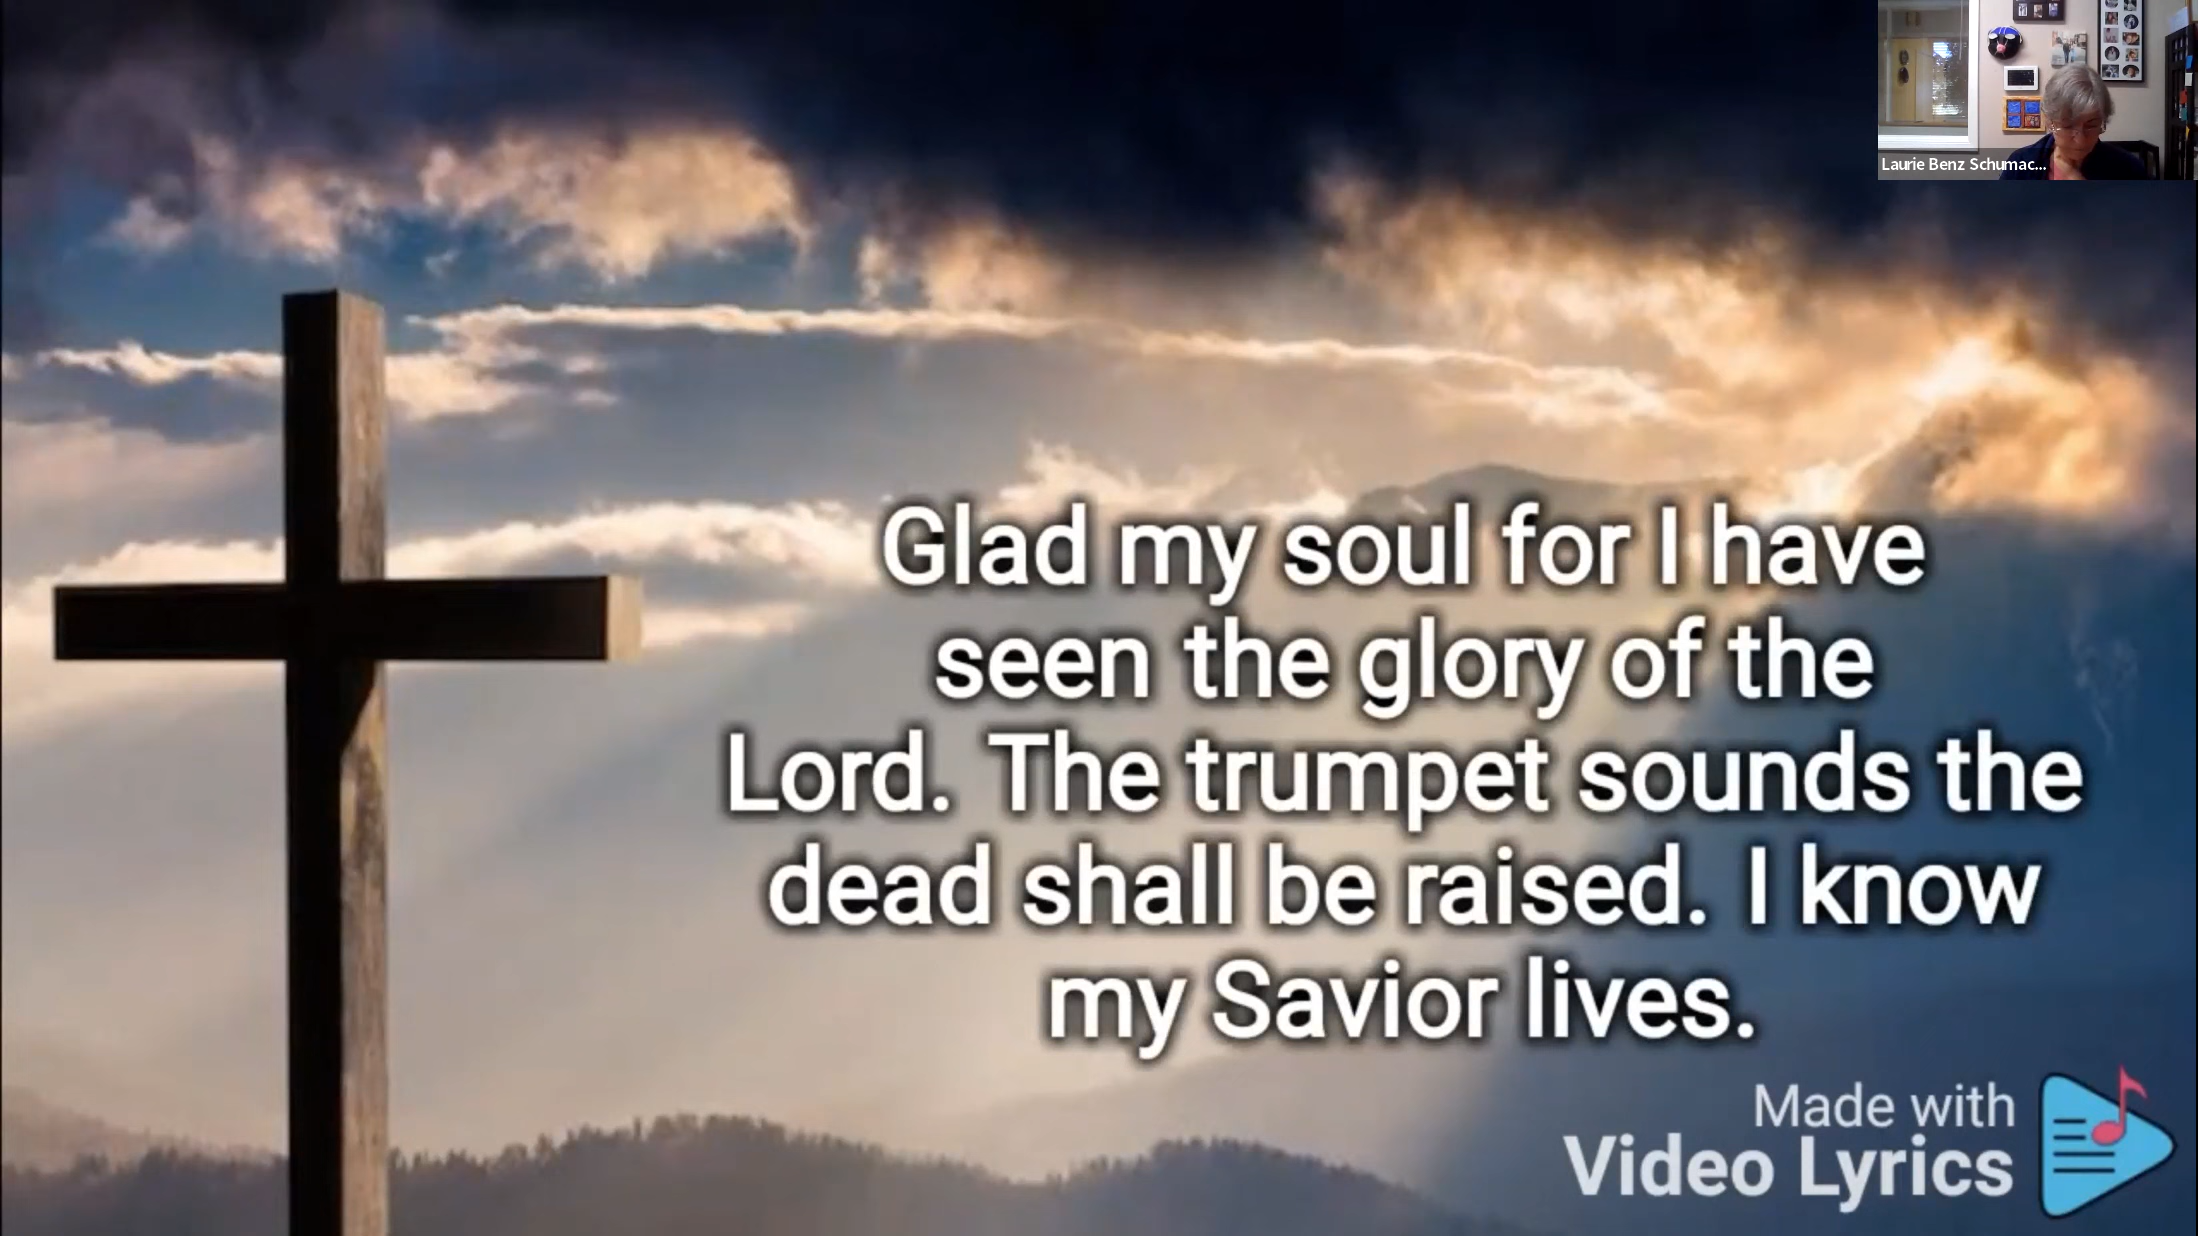 Laurie Benz Schumac...
Glad my soul for I have
seen the glory of the
Lord. The trumpet sounds the
dead shall be raised. I know
my Savior lives.
Made with
Video Lyrics